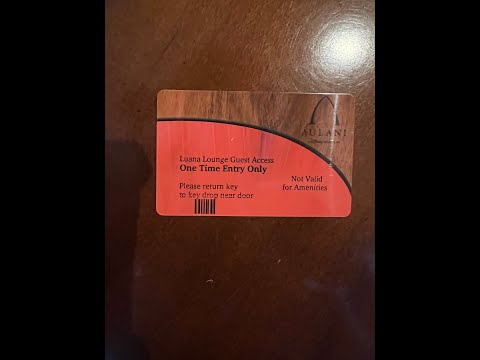 AULANI
Luana Lounge Guest Access
One Time Entry Only
Not Valid
for Amenities
Please return key
to key drop near door